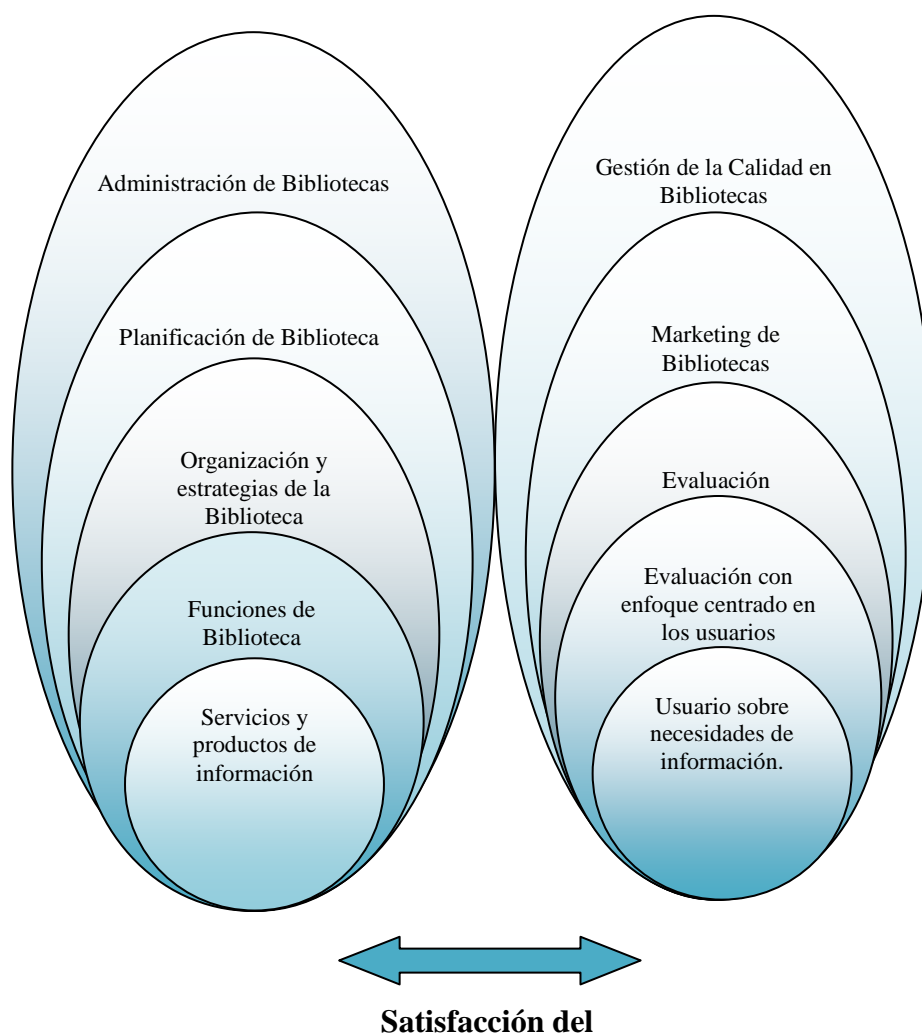 Administración de Bibliotecas
Planificación de Biblioteca
Organización y
estrategias de la
Biblioteca
Funciones de
Biblioteca
Servicios y
productos de
información
Gestión de la Calidad en
Bibliotecas
Marketing de
Bibliotecas
Evaluación
Evaluación con
enfoque centrado en
los usuarios
Usuario sobre
necesidades de
información.
Satisfacción del